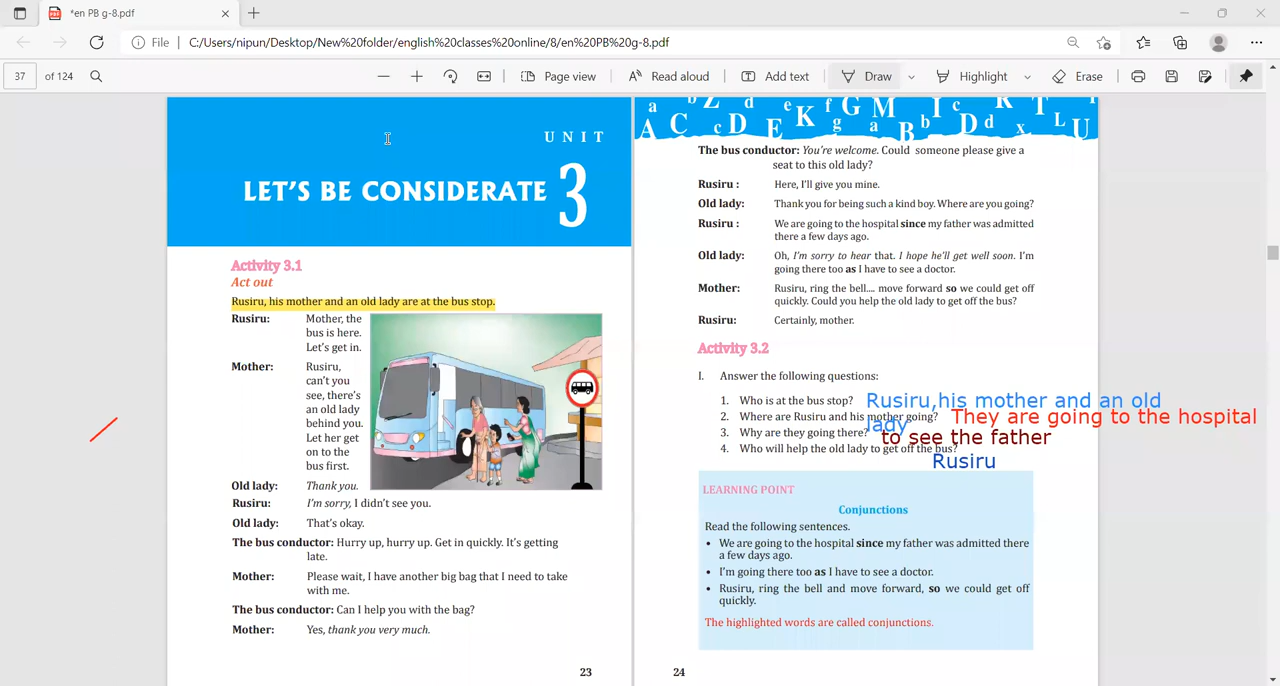 *en PB g-8.pdf
File
C:/Users/nipun/Desktop/New%20folder/english%20classes%20online/8/en%20PB%20g-8.pdf
37 of 124
Page view
Read aloud
Add text
Draw
Highlight
Erase
UNIT
LET'S BE CONSIDERATE 3
Activity 3.1
Act out
Rusiru, his mother and an old lady are at the bus stop.
Rusiru: Mother, the
bus is here.
Let's get in.
Mother: Rusiru,
can't you
see, there's
an old lady
behind you.
Let her get
on to the
bus first.
Old lady: Thank you.
Rusiru: I'm sorry, I didn't see you.
Old lady: That's okay.
The bus conductor: Hurry up, hurry up. Get in quickly. It's getting
late.
Mother: Please wait, I have another big bag that I need to take
with me.
The bus conductor: Can I help you with the bag?
Mother: Yes, thank you very much.
23
The bus conductor: You're welcome. Could someone please give a
seat to this old lady?
Rusiru : Here, I'll give you mine.
Old lady: Thank you for being such a kind boy. Where are you going?
Rusiru : We are going to the hospital since my father was admitted
there a few days ago.
Old lady: Oh, I'm sorry to hear that. I hope he'll get well soon. I'm
going there too as I have to see a doctor.
Mother: Rusiru, ring the bell.... move forward so we could get off
quickly. Could you help the old lady to get off the bus?
Rusiru: Certainly, mother.
Activity 3.2
I. Answer the following questions:
1. Who is at the bus stop? Rusiru,his mother and an old
lady
2. Where are Rusiru and his mother going? They are going to the hospital
3. Why are they going there? to see the father
4. Who will help the old lady to get off the bus?
Rusiru
LEARNING POINT
Conjunctions
Read the following sentences.
• We are going to the hospital since my father was admitted there
a few days ago.
• I'm going there too as I have to see a doctor.
• Rusiru, ring the bell and move forward, so we could get off
quickly.
The highlighted words are called conjunctions.
24